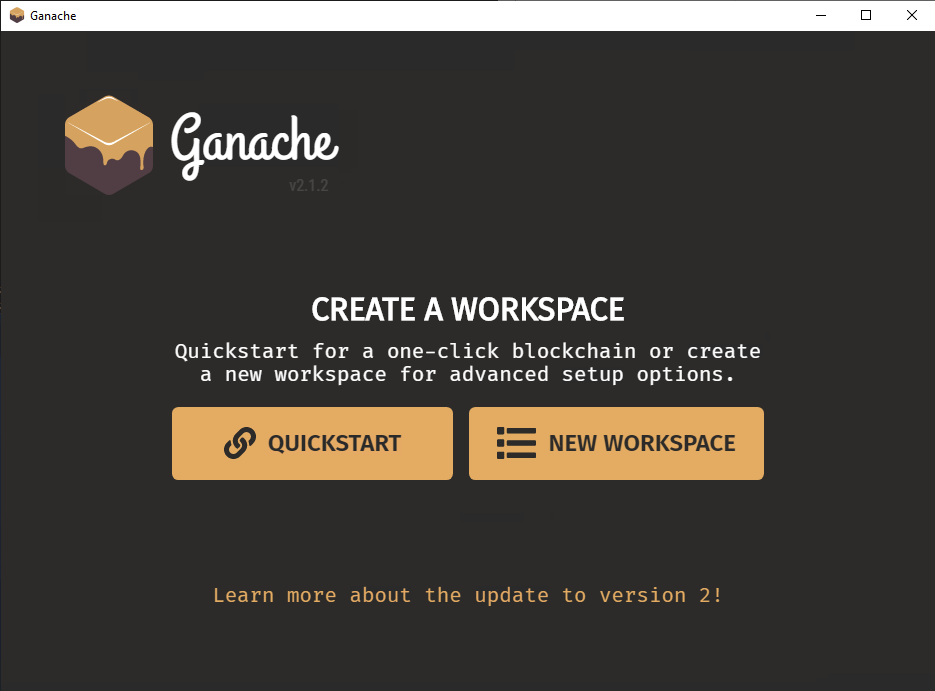 Ganache
Ganache
v2.1.2
CREATE A WORKSPACE
Quickstart for a one-click blockchain or create
a new workspace for advanced setup options.
QUICKSTART
NEW WORKSPACE
Learn more about the update to version 2!